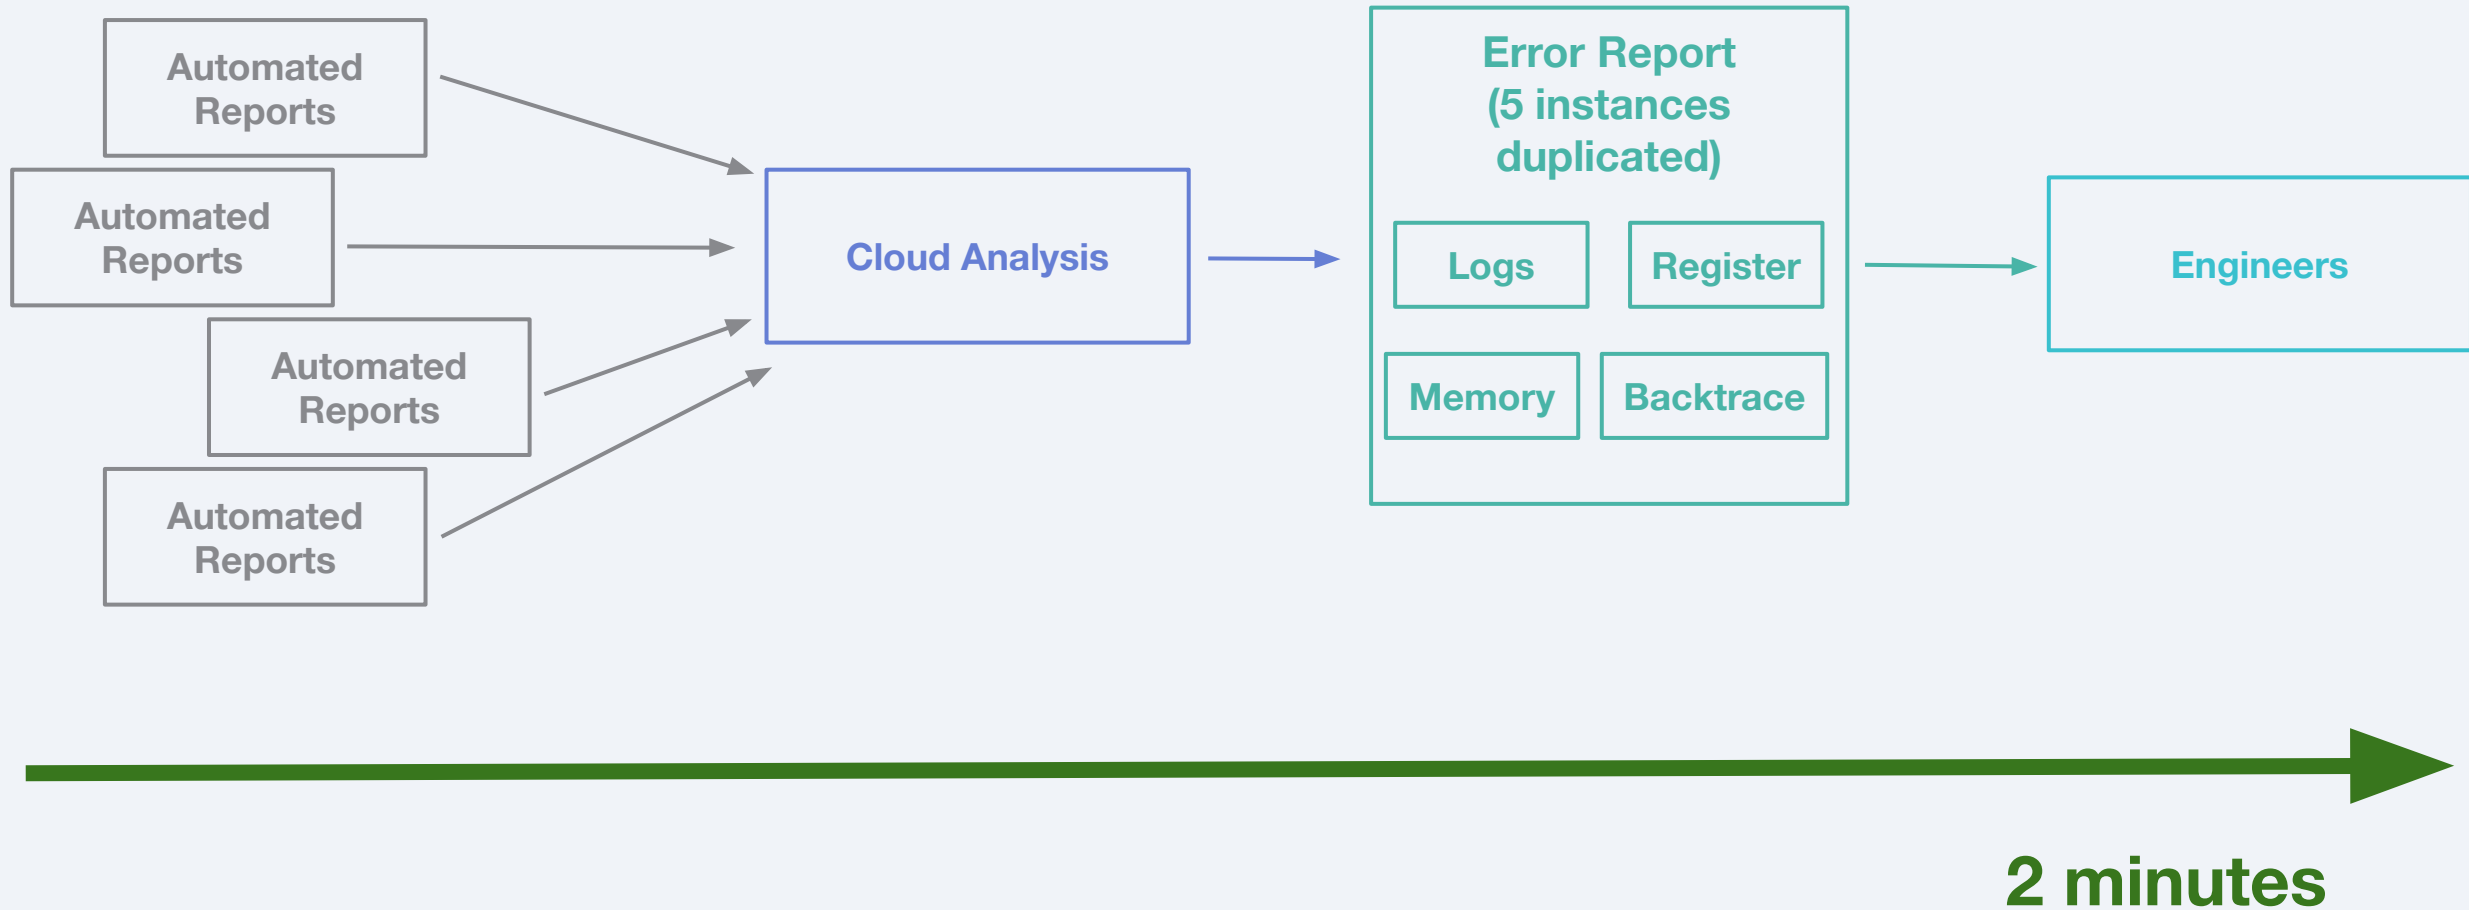 Automated
Reports
Automated
Reports
Automated
Reports
Automated
Reports
Cloud Analysis
Error Report
(5 instances
duplicated)
Logs
Register
Memory
Backtrace
Engineers
2 minutes